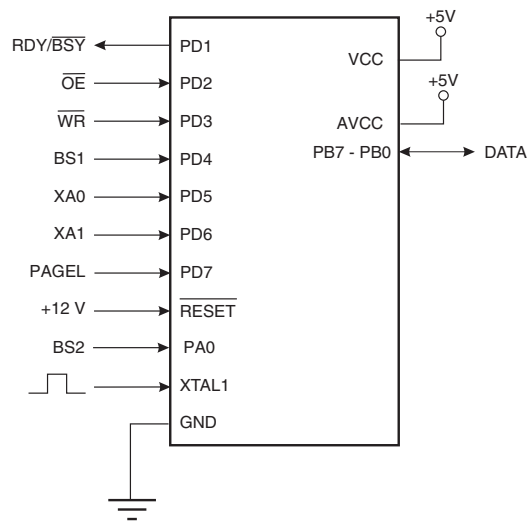 +5V
RDY/BSY PD1
VCC
OE PD2
+5V
WR PD3
AVCC
BS1 PD4
PB7 - PB0 DATA
XA0 PD5
XA1 PD6
PAGEL PD7
+12 V RESET
BS2 PA0
XTAL1
GND